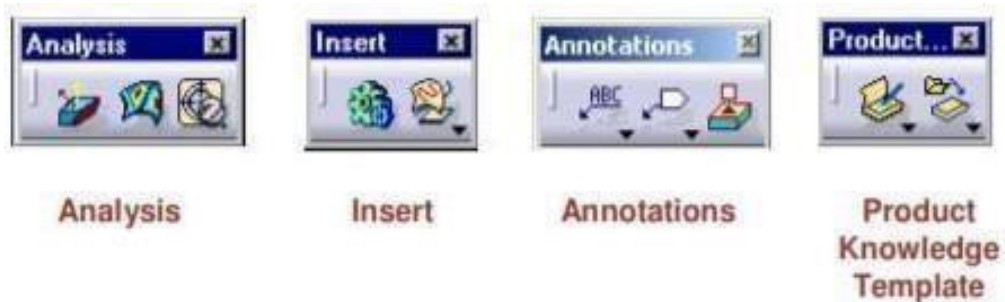 Analysis
Insert
Annotations
Product...
ABC
Analysis
Insert
Annotations
Product
Knowledge
Template